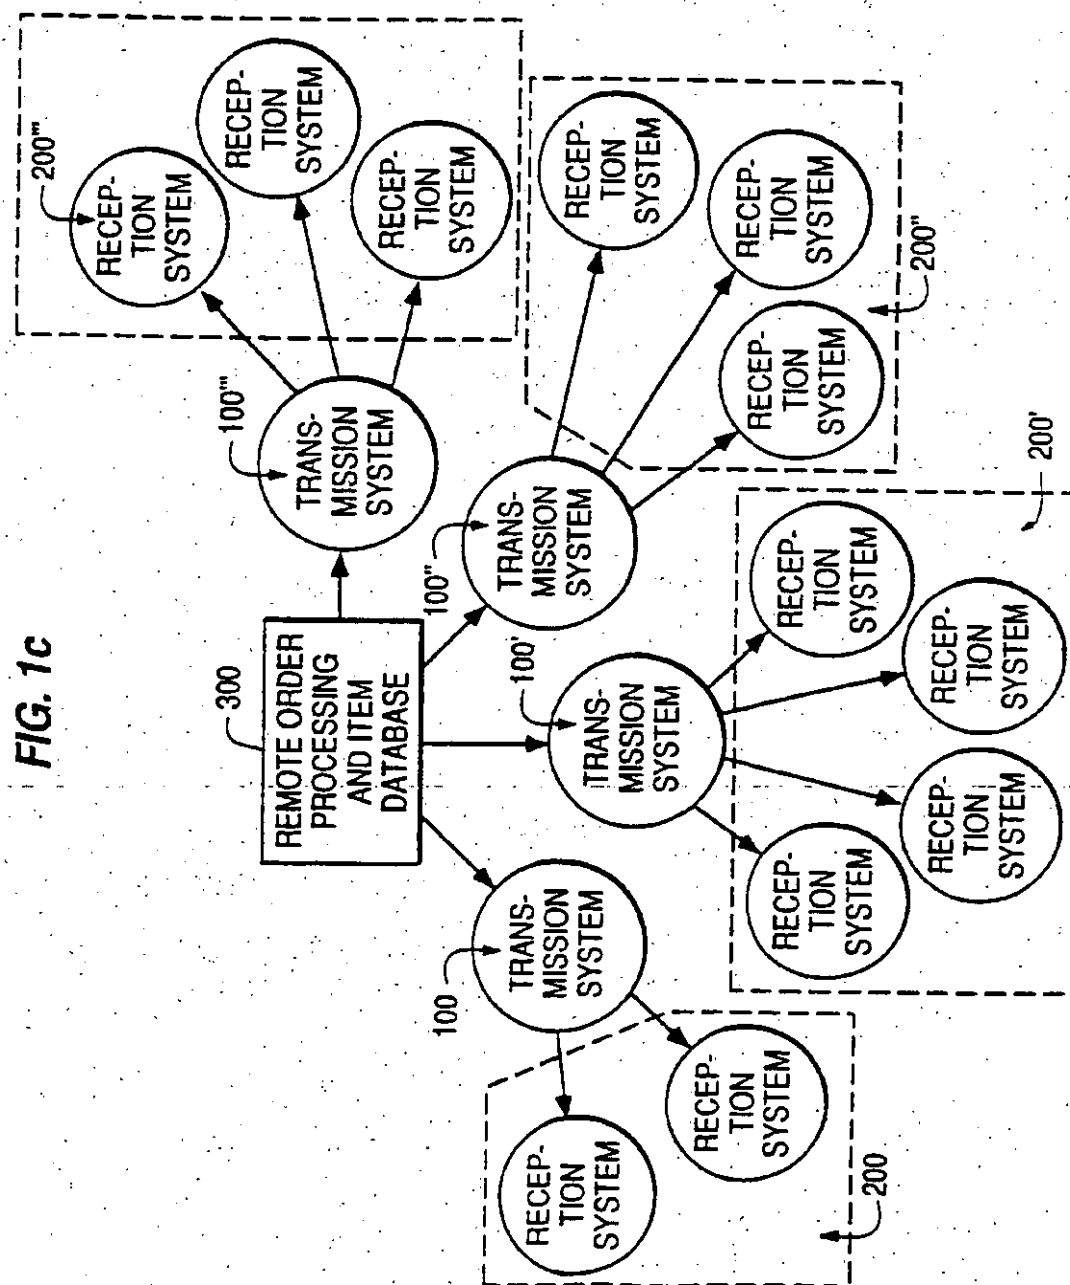 FIG. 1c
300
REMOTE ORDER
PROCESSING
AND ITEM
DATABASE
100
TRANS-
MISSION
SYSTEM
RECEP-
TION
SYSTEM
RECEP-
TION
SYSTEM
200
100'
TRANS-
MISSION
SYSTEM
RECEP-
TION
SYSTEM
RECEP-
TION
SYSTEM
RECEP-
TION
SYSTEM
RECEP-
TION
SYSTEM
200'
100''
TRANS-
MISSION
SYSTEM
RECEP-
TION
SYSTEM
RECEP-
TION
SYSTEM
RECEP-
TION
SYSTEM
200''
100'''
TRANS-
MISSION
SYSTEM
200'''
RECEP-
TION
SYSTEM
RECEP-
TION
SYSTEM
RECEP-
TION
SYSTEM